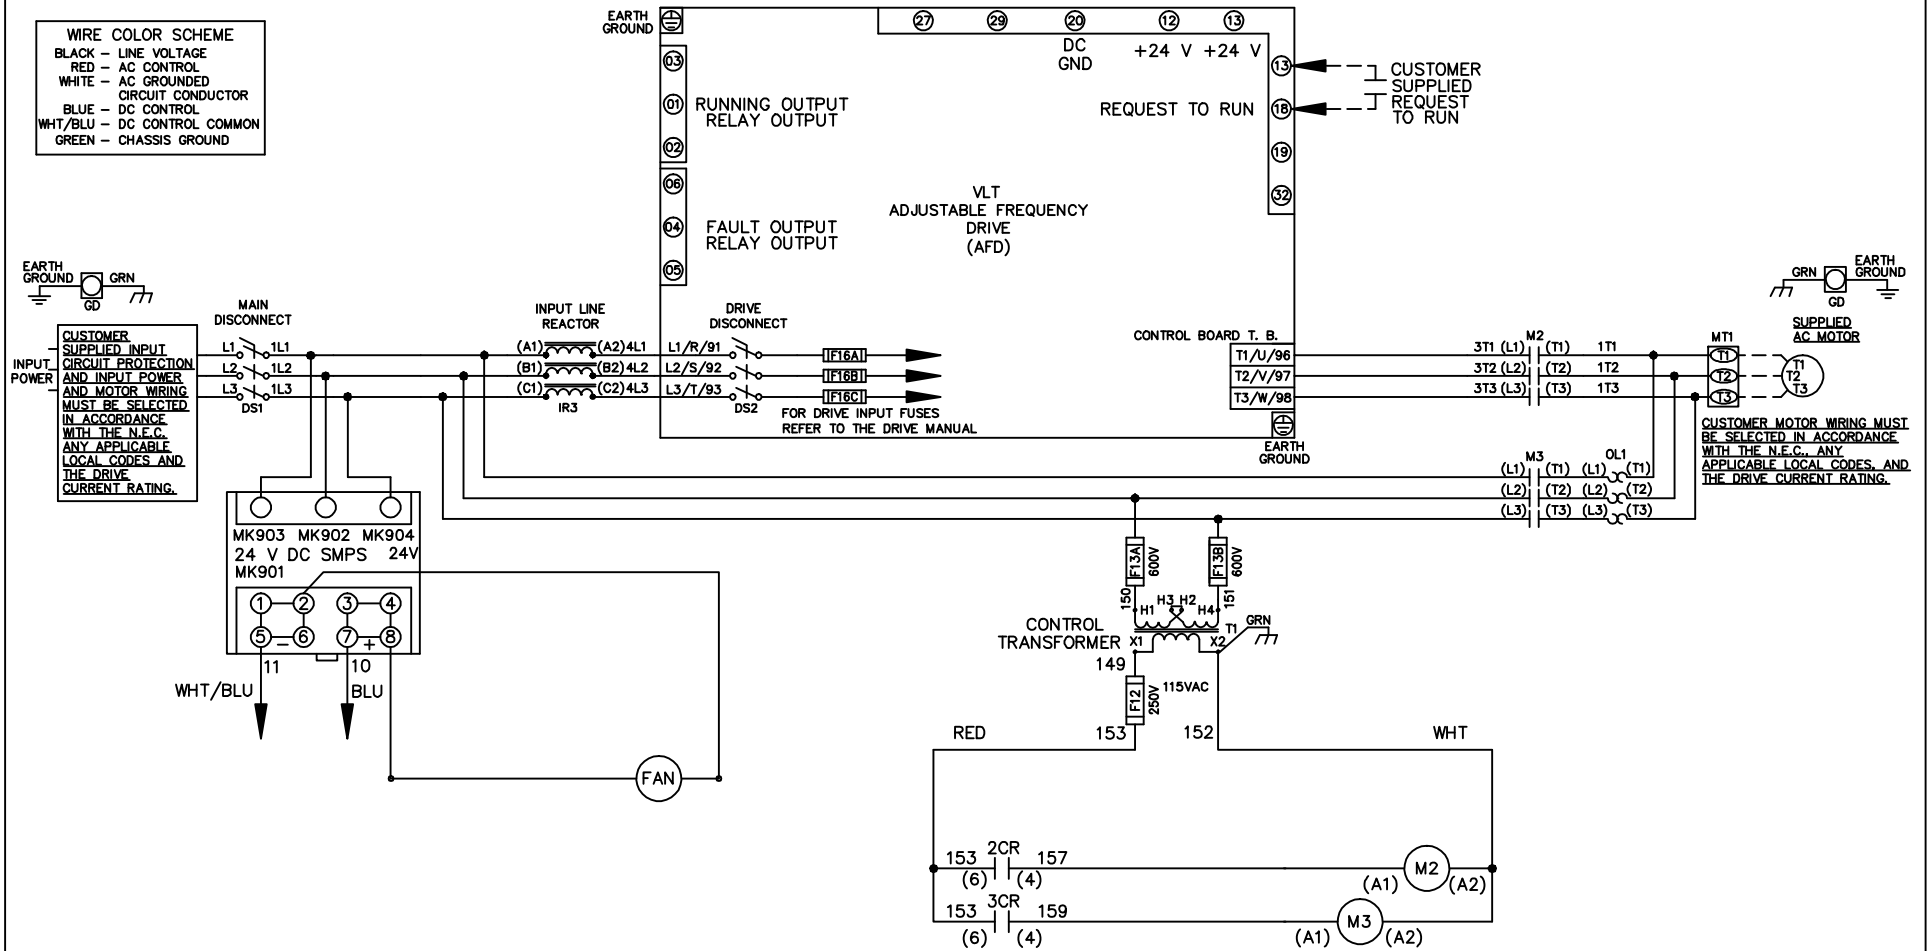 WIRE COLOR SCHEME
BLACK – LINE VOLTAGE
RED – AC CONTROL
WHITE – AC GROUNDED
CIRCUIT CONDUCTOR
BLUE – DC CONTROL
WHT/BLU – DC CONTROL COMMON
GREEN – CHASSIS GROUND
EARTH
GROUND
27 29 20 12 13
DC
GND
+24 V +24 V
03
01
02
RUNNING OUTPUT
RELAY OUTPUT
06
04
05
FAULT OUTPUT
RELAY OUTPUT
VLT
ADJUSTABLE FREQUENCY
DRIVE
(AFD)
REQUEST TO RUN
13
18
19
32
CUSTOMER
SUPPLIED
REQUEST
TO RUN
EARTH
GROUND
GRN
GD
INPUT
POWER
CUSTOMER
SUPPLIED INPUT
CIRCUIT PROTECTION
AND INPUT POWER
AND MOTOR WIRING
MUST BE SELECTED
IN ACCORDANCE
WITH THE N.E.C.
ANY APPLICABLE
LOCAL CODES AND
THE DRIVE
CURRENT RATING.
MAIN
DISCONNECT
L1 1L1
L2 1L2
L3 1L3
DS1
INPUT LINE
REACTOR
(A1) (A2) 4L1
(B1) (B2) 4L2
(C1) (C2) 4L3
IR3
DRIVE
DISCONNECT
L1/R/91
L2/S/92
L3/T/93
DS2
F16A
F16B
F16C
FOR DRIVE INPUT FUSES
REFER TO THE DRIVE MANUAL
CONTROL BOARD T. B.
T1/U/96
T2/V/97
T3/W/98
EARTH
GROUND
M2
3T1 (L1) (T1) 1T1
3T2 (L2) (T2) 1T2
3T3 (L3) (T3) 1T3
MT1
T1
T2
T3
GRN
GD
EARTH
GROUND
SUPPLIED
AC MOTOR
T1
T2
T3
CUSTOMER MOTOR WIRING MUST
BE SELECTED IN ACCORDANCE
WITH THE N.E.C., ANY
APPLICABLE LOCAL CODES, AND
THE DRIVE CURRENT RATING.
M3 OL1
(L1) (T1) (L1) (T1)
(L2) (T2) (L2) (T2)
(L3) (T3) (L3) (T3)
MK903 MK902 MK904
24 V DC SMPS 24V
MK901
1 2 3 4
5 – 6 7 + 8
11
10
WHT/BLU
BLU
FAN
F13A
600V
F13B
600V
150
151
H1 H3 H2 H4
CONTROL
TRANSFORMER
X1 X2
T1
GRN
149
F12
250V
115VAC
153
152
RED
WHT
153 2CR 157
(6) (4)
M2
(A1) (A2)
153 3CR 159
(6) (4)
M3
(A1) (A2)